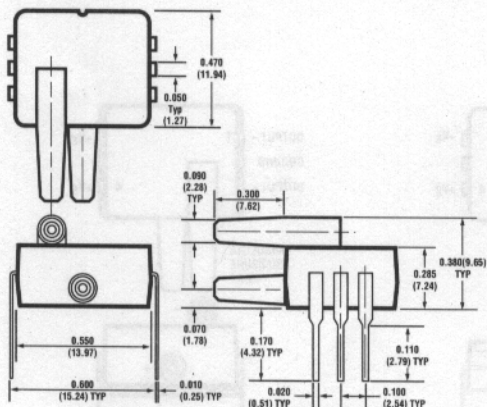 0.470
(11.94)
0.050
Typ
(1.27)
0.090
(2.28)
TYP
0.300
(7.62)
0.380(9.65)
TYP
0.285
(7.24)
0.070
(1.78)
0.170
(4.32) TYP
0.110
(2.79) TYP
0.550
(13.97)
0.600
(15.24) TYP
0.010
(0.25) TYP
0.020
(0.51) TYP
0.100
(2.54) TYP